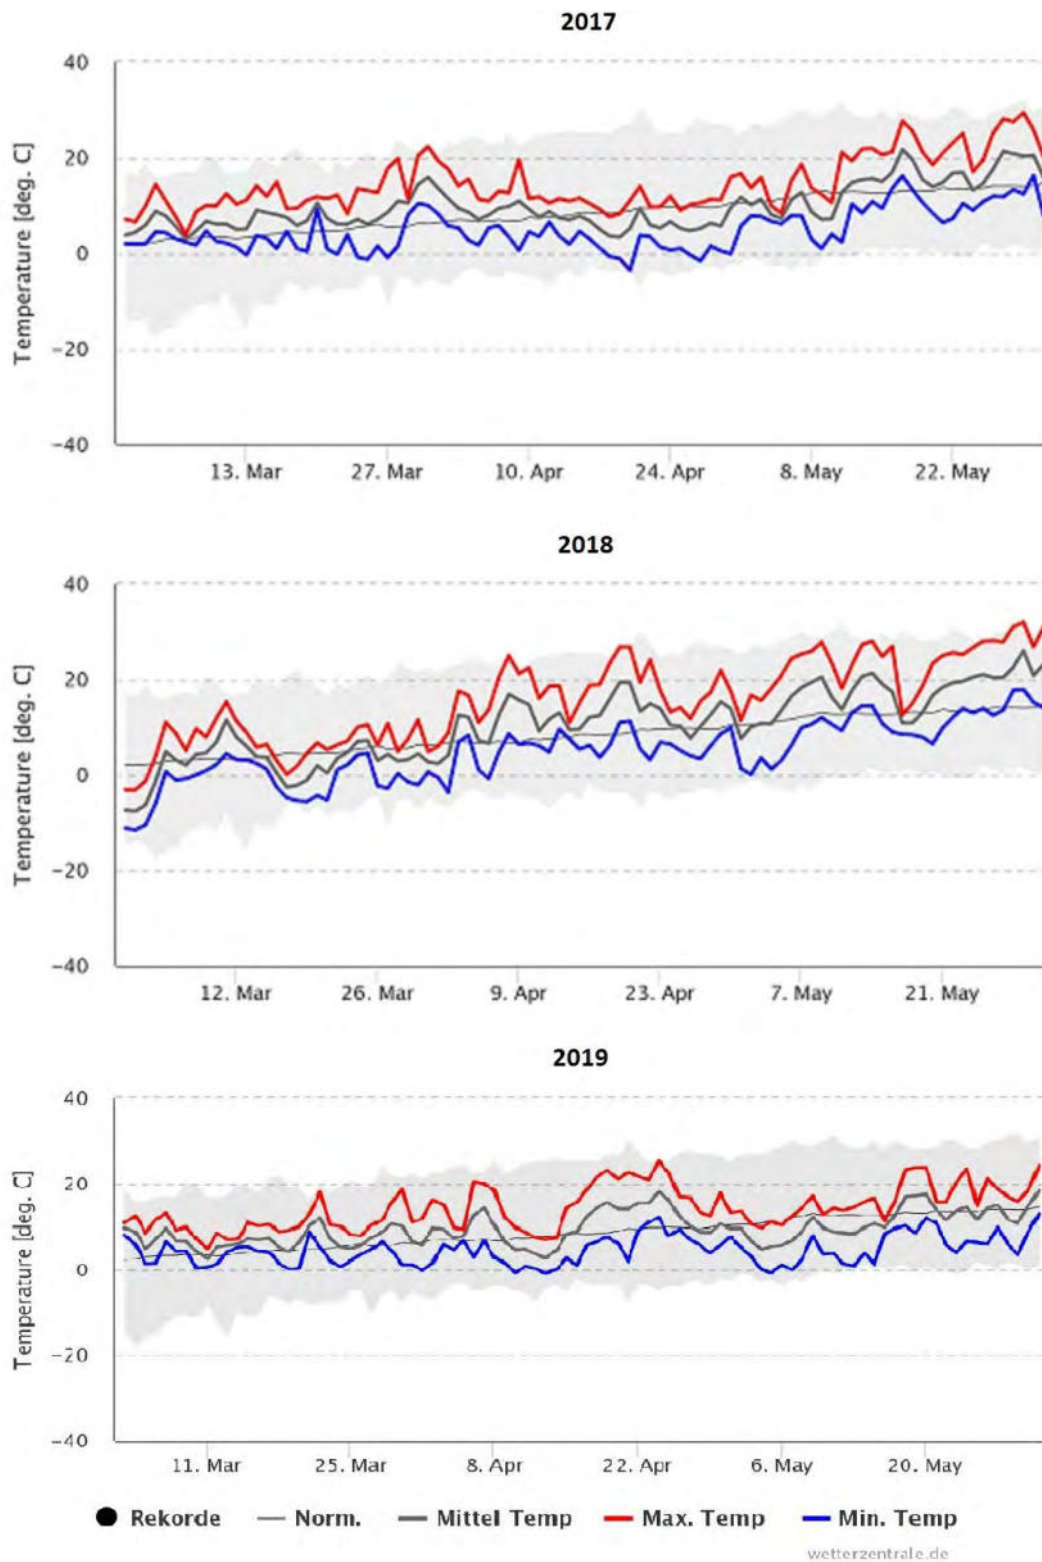 2017
Temperature [deg. C]
40
20
0
−20
−40
13. Mar 27. Mar 10. Apr 24. Apr 8. May 22. May
2018
Temperature [deg. C]
40
20
0
−20
−40
12. Mar 26. Mar 9. Apr 23. Apr 7. May 21. May
2019
Temperature [deg. C]
40
20
0
−20
−40
11. Mar 25. Mar 8. Apr 22. Apr 6. May 20. May
Rekorde Norm. Mittel Temp Max. Temp Min. Temp
wetterzentrale.de